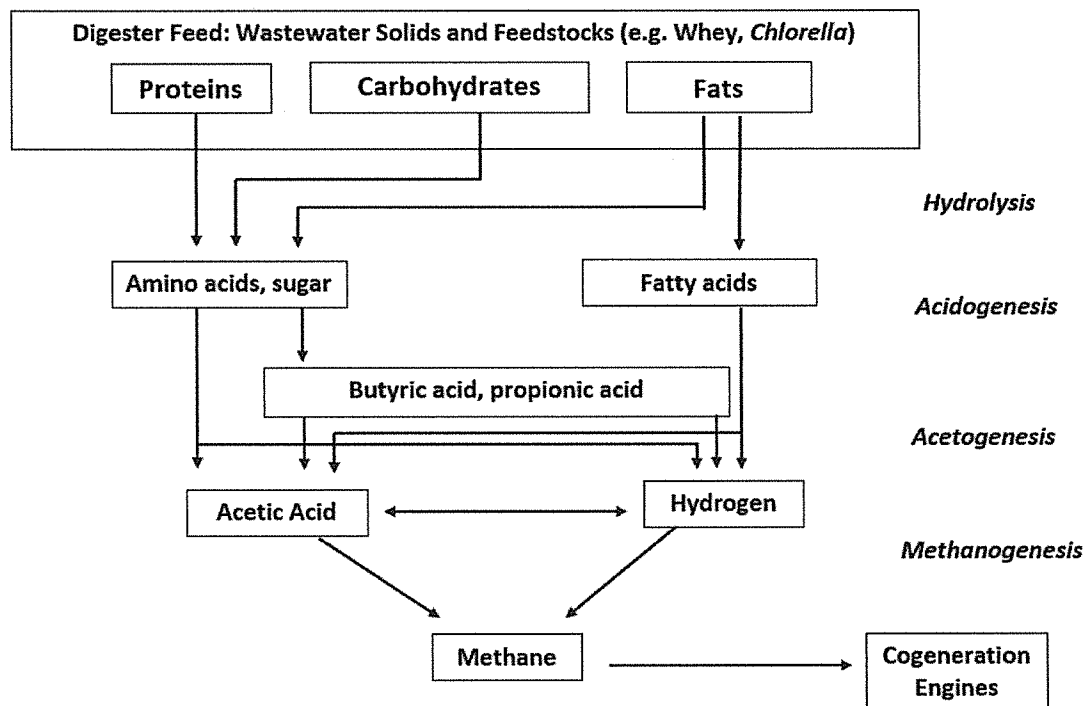 Digester Feed: Wastewater Solids and Feedstocks (e.g. Whey, Chlorella)
Proteins
Carbohydrates
Fats
Hydrolysis
Amino acids, sugar
Fatty acids
Acidogenesis
Butyric acid, propionic acid
Acetogenesis
Acetic Acid
Hydrogen
Methanogenesis
Methane
Cogeneration
Engines